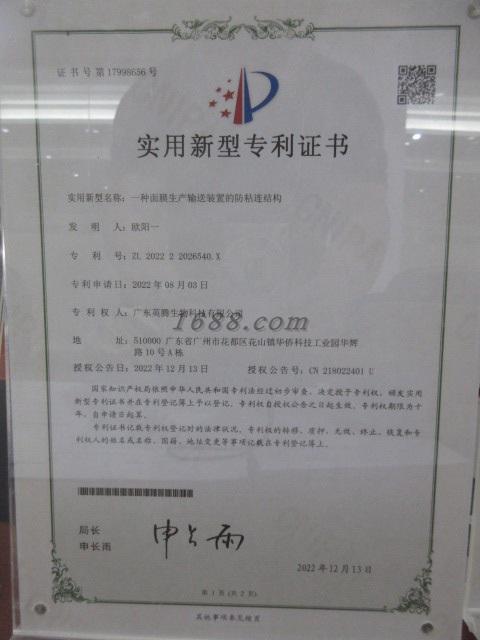 证书号第17998656号
实用新型专利证书
实用新型名称：一种面膜生产输送装置的防粘连结构
发 明 人：欧阳一
专 利 号：ZL 2022 2 2026540.X
专利申请日：2022年08月03日
专 利 权 人：广东英腾生物科技有限公司
1688.com
地 址：510000 广东省广州市花都区花山镇华侨科技工业园华辉
路10号A栋
授权公告日：2022年12月13日 授权公告号：CN 218022401 U
国家知识产权局依照中华人民共和国专利法经过初步审查，决定授予专利权，颁发实用
新型专利证书并在专利登记簿上予以登记。专利权自授权公告之日起生效。专利权期限为十
年，自申请日起算。
专利证书记载专利权登记时的法律状况。专利权的转移、质押、无效、终止、恢复和专利
权人的姓名或名称、国籍、地址变更等事项记载在专利登记簿上。
局长
申长雨
申长雨
2022年12月13日
第 1 页 (共 2 页)
其他事项参见续页